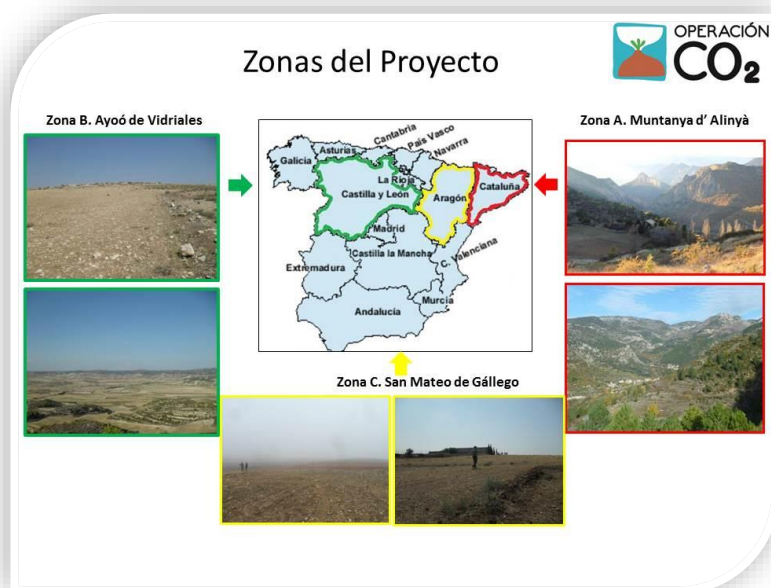 Zonas del Proyecto
OPERACIÓN
CO₂
Zona B. Ayoó de Vidriales
Zona A. Muntanya d' Alinyà
Cantabria
País Vasco
Navarra
Asturias
Galicia
La Rioja
Castilla y León
Aragón
Cataluña
Madrid
Castilla la Mancha
C. Valenciana
Extremadura
Murcia
Andalucía
Zona C. San Mateo de Gállego